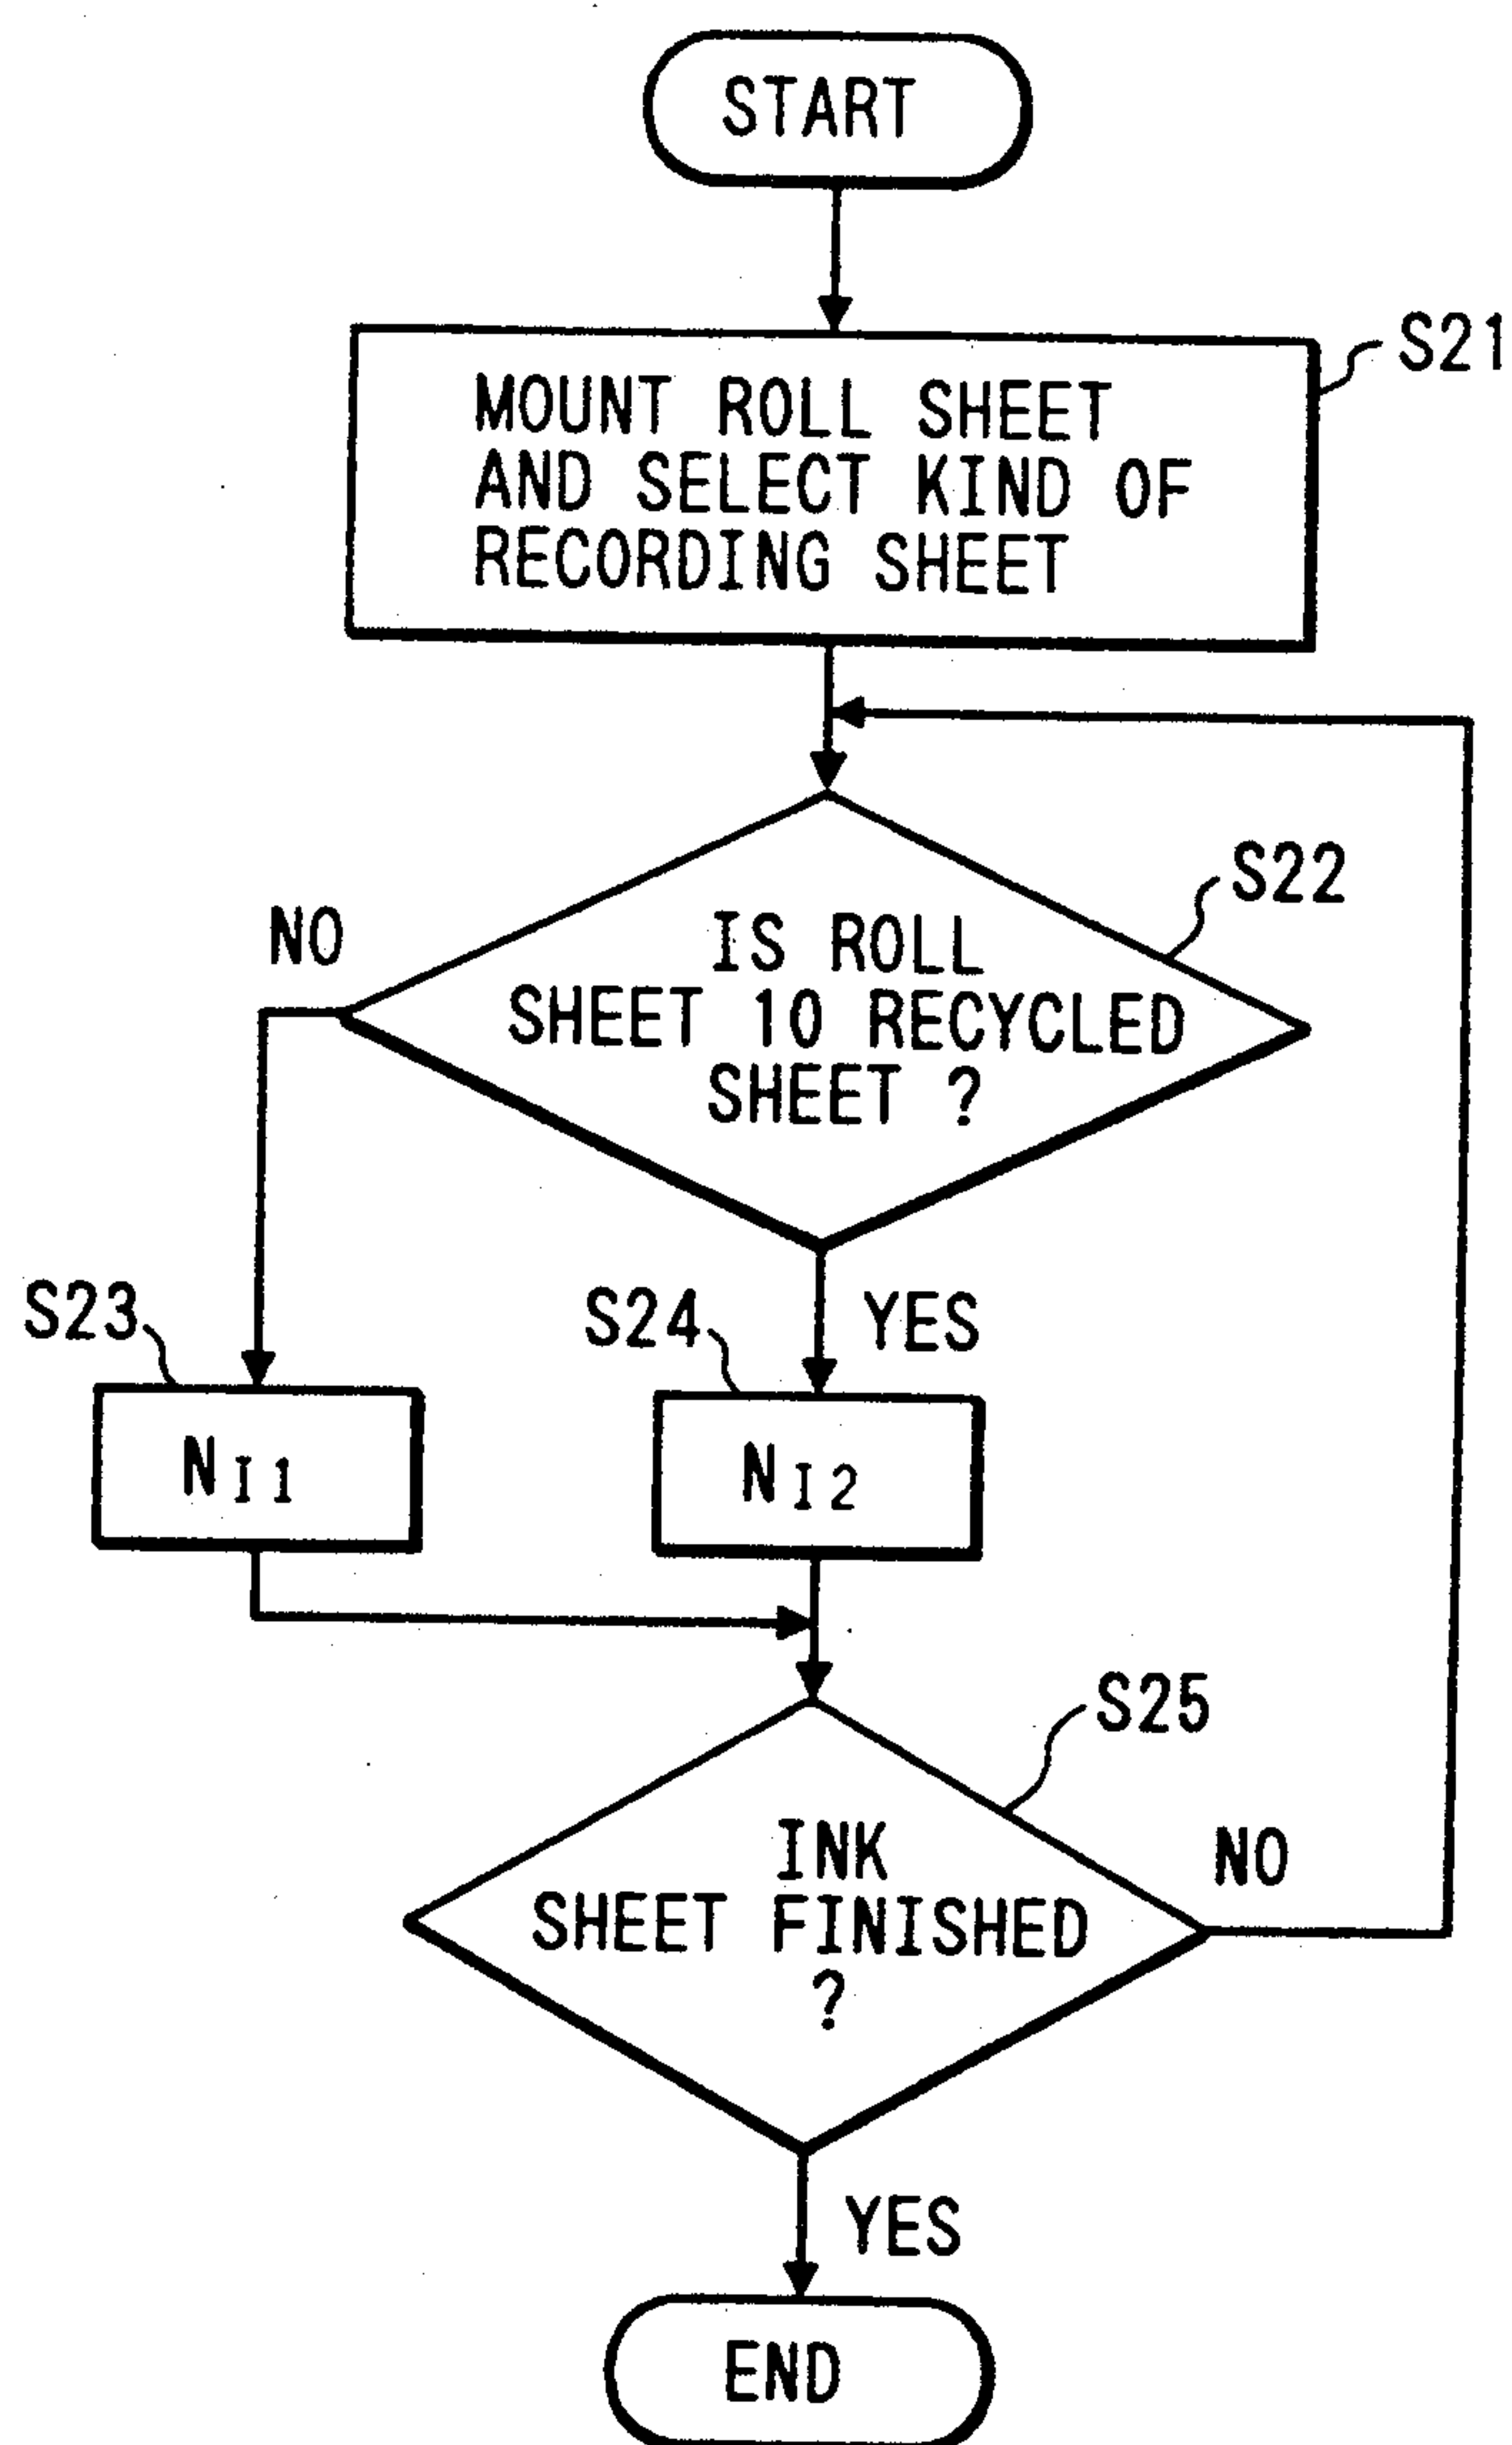 START
S21
MOUNT ROLL SHEET
AND SELECT KIND OF
RECORDING SHEET
S22
NO
IS ROLL
SHEET 10 RECYCLED
SHEET ?
YES
S23
S24
NI1
NI2
S25
INK
SHEET FINISHED
?
NO
YES
END